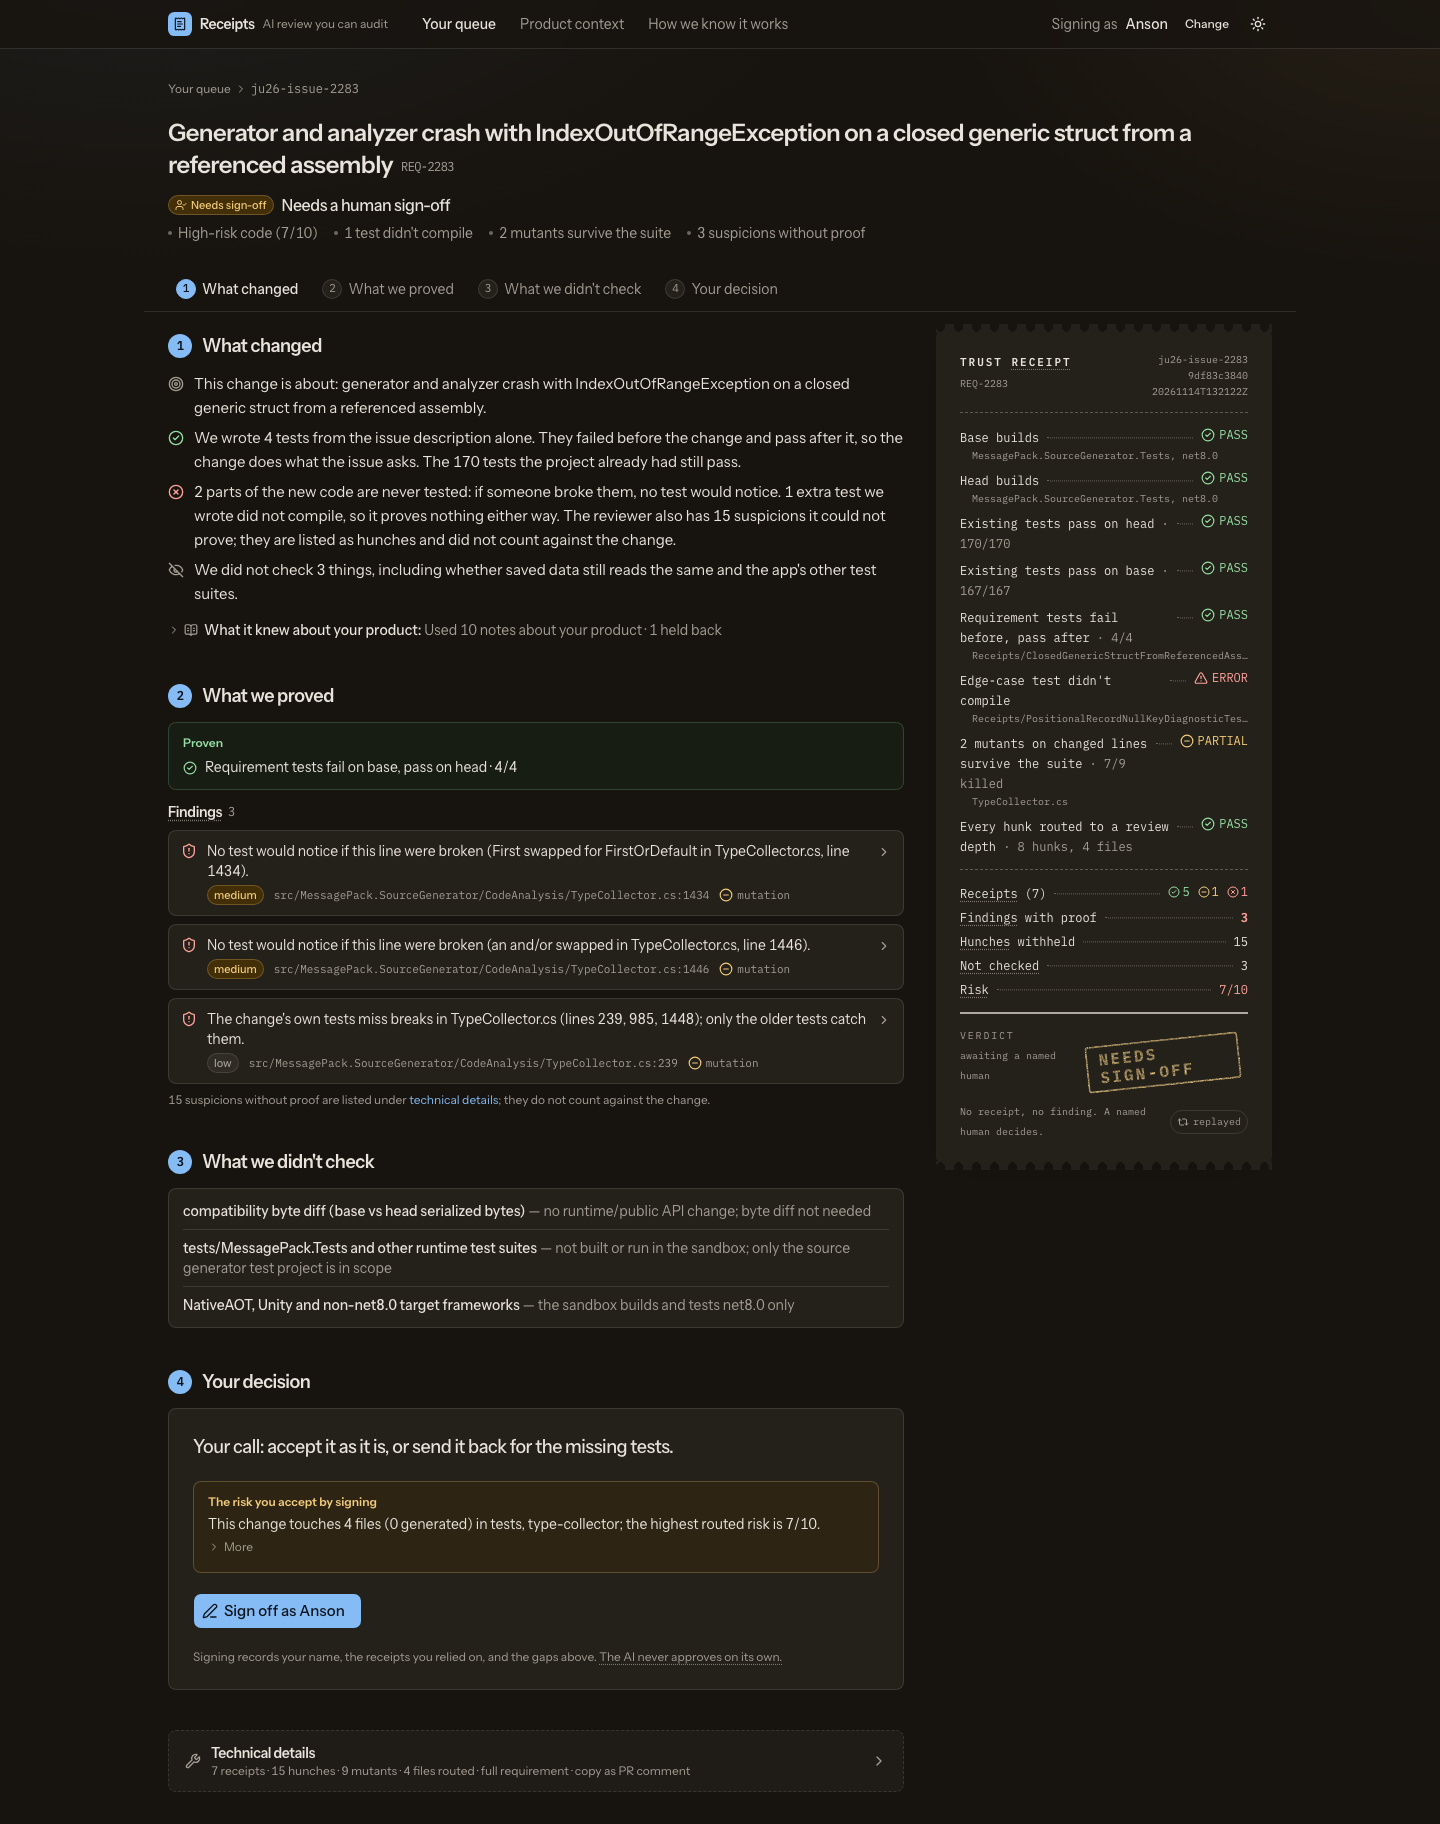 Receipts AI review you can audit Your queue Product context How we know it works Signing as Anson Change
Your queue > ju26-issue-2283
Generator and analyzer crash with IndexOutOfRangeException on a closed generic struct from a
referenced assembly REQ-2283
Needs sign-off Needs a human sign-off
• High-risk code (7/10) • 1 test didn't compile • 2 mutants survive the suite • 3 suspicions without proof
1 What changed 2 What we proved 3 What we didn't check 4 Your decision
1 What changed
This change is about: generator and analyzer crash with IndexOutOfRangeException on a closed
generic struct from a referenced assembly.
We wrote 4 tests from the issue description alone. They failed before the change and pass after it, so the
change does what the issue asks. The 170 tests the project already had still pass.
2 parts of the new code are never tested: if someone broke them, no test would notice. 1 extra test we
wrote did not compile, so it proves nothing either way. The reviewer also has 15 suspicions it could not
prove; they are listed as hunches and did not count against the change.
We did not check 3 things, including whether saved data still reads the same and the app's other test
suites.
What it knew about your product: Used 10 notes about your product · 1 held back
2 What we proved
Proven
Requirement tests fail on base, pass on head · 4/4
Findings 3
No test would notice if this line were broken (First swapped for FirstOrDefault in TypeCollector.cs, line
1434).
medium src/MessagePack.SourceGenerator/CodeAnalysis/TypeCollector.cs:1434 mutation
No test would notice if this line were broken (an and/or swapped in TypeCollector.cs, line 1446).
medium src/MessagePack.SourceGenerator/CodeAnalysis/TypeCollector.cs:1446 mutation
The change's own tests miss breaks in TypeCollector.cs (lines 239, 985, 1448); only the older tests catch
them.
low src/MessagePack.SourceGenerator/CodeAnalysis/TypeCollector.cs:239 mutation
15 suspicions without proof are listed under technical details; they do not count against the change.
3 What we didn't check
compatibility byte diff (base vs head serialized bytes) — no runtime/public API change; byte diff not needed
tests/MessagePack.Tests and other runtime test suites — not built or run in the sandbox; only the source
generator test project is in scope
NativeAOT, Unity and non-net8.0 target frameworks — the sandbox builds and tests net8.0 only
4 Your decision
Your call: accept it as it is, or send it back for the missing tests.
The risk you accept by signing
This change touches 4 files (0 generated) in tests, type-collector; the highest routed risk is 7/10.
More
Sign off as Anson
Signing records your name, the receipts you relied on, and the gaps above. The AI never approves on its own.
Technical details
7 receipts · 15 hunches · 9 mutants · 4 files routed · full requirement · copy as PR comment
TRUST RECEIPT ju26-issue-2283
REQ-2283 9df83c3840
20261114T132122Z
Base builds PASS
MessagePack.SourceGenerator.Tests, net8.0
Head builds PASS
MessagePack.SourceGenerator.Tests, net8.0
Existing tests pass on head · PASS
170/170
Existing tests pass on base · PASS
167/167
Requirement tests fail PASS
before, pass after · 4/4
Receipts/ClosedGenericStructFromReferencedAss…
Edge-case test didn't ERROR
compile
Receipts/PositionalRecordNullKeyDiagnosticTes…
2 mutants on changed lines PARTIAL
survive the suite · 7/9
killed
TypeCollector.cs
Every hunk routed to a review PASS
depth · 8 hunks, 4 files
Receipts (7) 5 1 1
Findings with proof 3
Hunches withheld 15
Not checked 3
Risk 7/10
VERDICT
awaiting a named
human
NEEDS
SIGN-OFF
No receipt, no finding. A named
human decides.
replayed